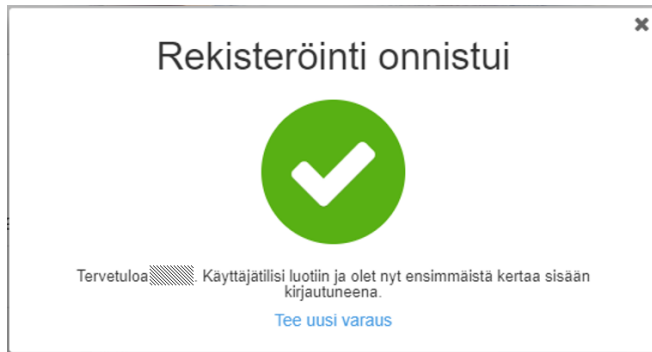 Rekisteröinti onnistui
Tervetuloa . Käyttäjätilisi luotiin ja olet nyt ensimmäistä kertaa sisään
kirjautuneena.
Tee uusi varaus